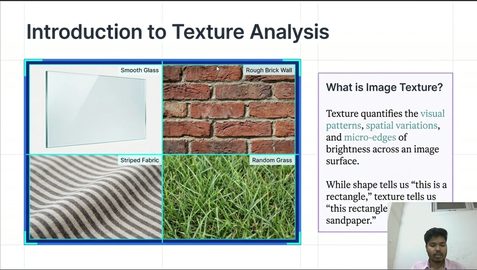 Introduction to Texture Analysis
Smooth Glass
Rough Brick Wall
Striped Fabric
Random Grass
What is Image Texture?
Texture quantifies the visual
patterns, spatial variations,
and micro-edges of
brightness across an image
surface.
While shape tells us “this is a
rectangle,” texture tells us
“this rectangle
sandpaper.”